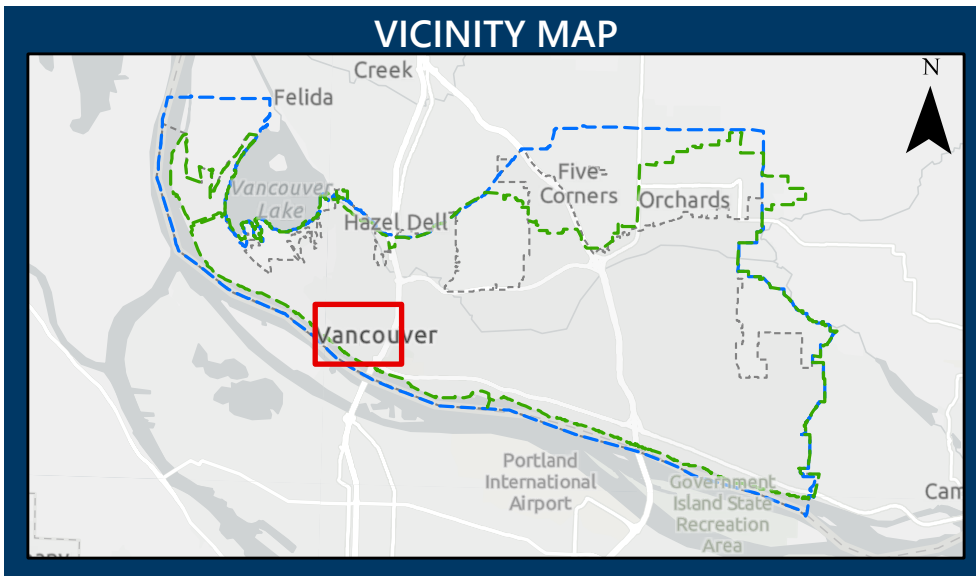 VICINITY MAP
Creek
N
Felida
Five
Corners
Vancouver
Lake
Orchards
Hazel Dell
Vancouver
Portland
International
Airport
Government
Island State
Recreation
Area
Cam